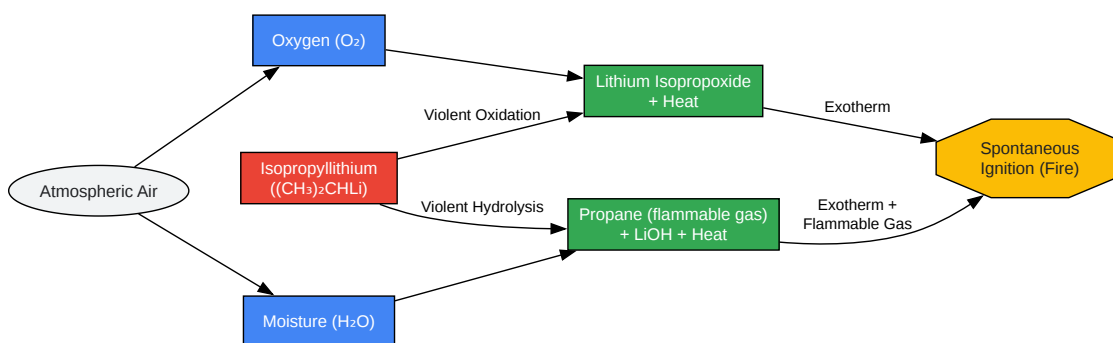 Oxygen (O₂)
Lithium Isopropoxide
+ Heat
Exotherm
Violent Oxidation
Spontaneous
Ignition (Fire)
Isopropyllithium
((CH₃)₂CHLi)
Atmospheric Air
Violent Hydrolysis
Propane (flammable gas)
+ LiOH + Heat
Exotherm +
Flammable Gas
Moisture (H₂O)